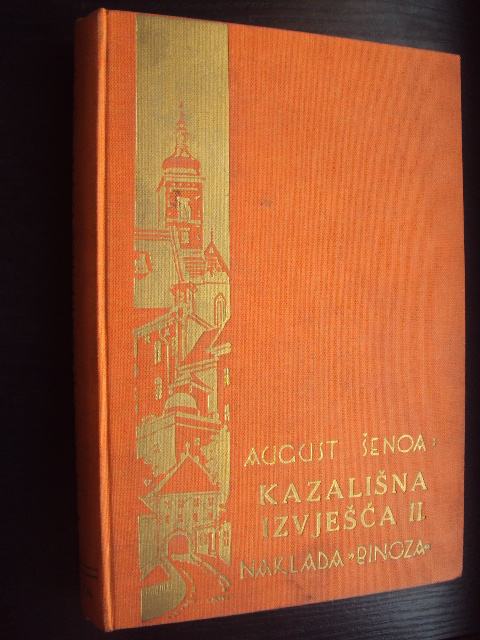 AUGUST ŠENOA:
KAZALIŠNA
IZVJEŠĆA II.
NAKLADA »BINOZA«